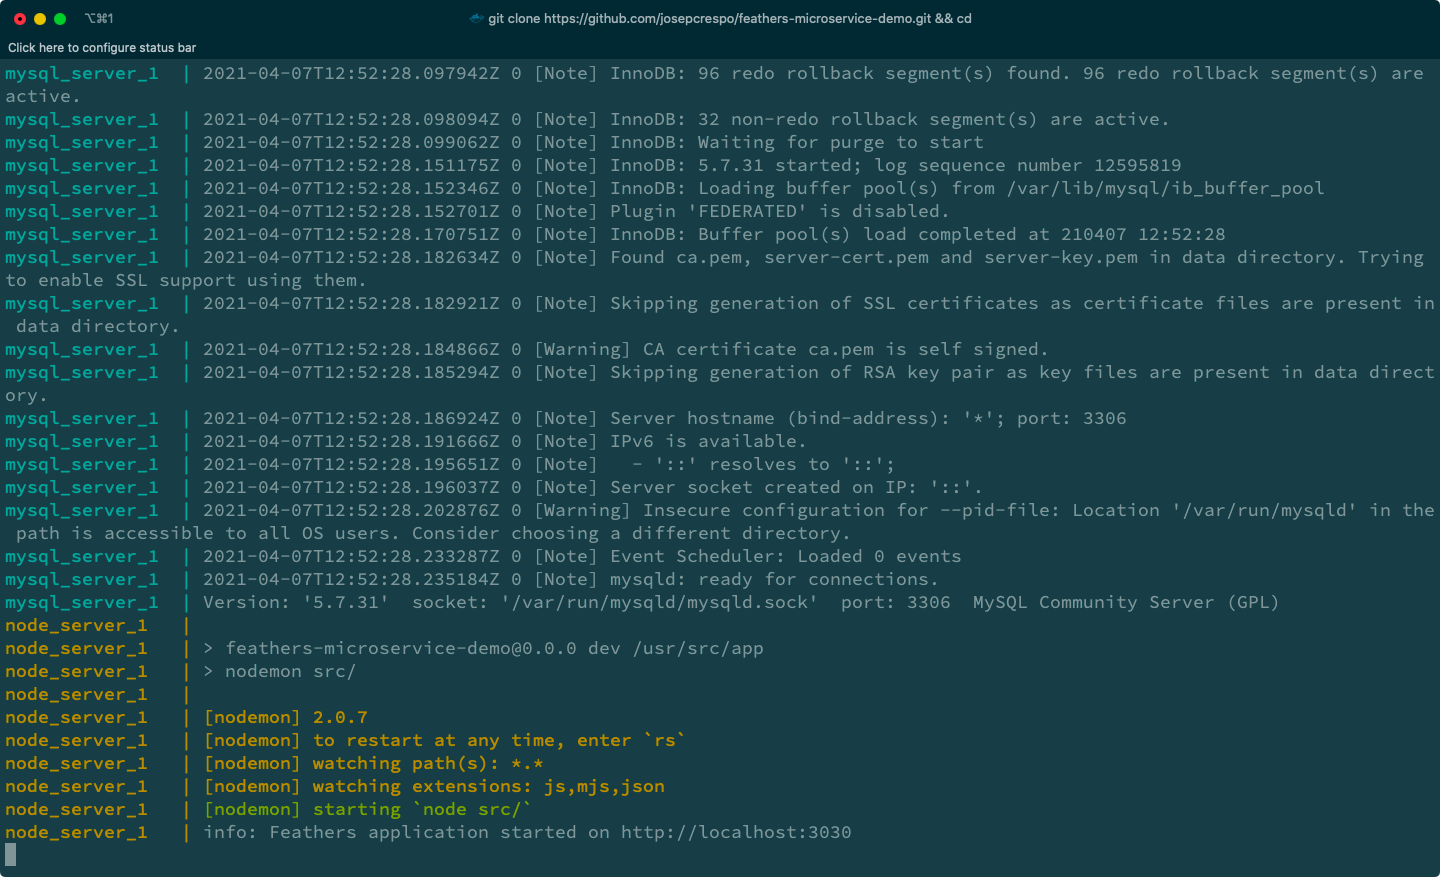 ⌥⌘1
git clone https://github.com/josepcrespo/feathers-microservice-demo.git && cd
Click here to configure status bar
mysql_server_1  | 2021-04-07T12:52:28.097942Z 0 [Note] InnoDB: 96 redo rollback segment(s) found. 96 redo rollback segment(s) are
active.
mysql_server_1  | 2021-04-07T12:52:28.098094Z 0 [Note] InnoDB: 32 non-redo rollback segment(s) are active.
mysql_server_1  | 2021-04-07T12:52:28.099062Z 0 [Note] InnoDB: Waiting for purge to start
mysql_server_1  | 2021-04-07T12:52:28.151175Z 0 [Note] InnoDB: 5.7.31 started; log sequence number 12595819
mysql_server_1  | 2021-04-07T12:52:28.152346Z 0 [Note] InnoDB: Loading buffer pool(s) from /var/lib/mysql/ib_buffer_pool
mysql_server_1  | 2021-04-07T12:52:28.152701Z 0 [Note] Plugin 'FEDERATED' is disabled.
mysql_server_1  | 2021-04-07T12:52:28.170751Z 0 [Note] InnoDB: Buffer pool(s) load completed at 210407 12:52:28
mysql_server_1  | 2021-04-07T12:52:28.182634Z 0 [Note] Found ca.pem, server-cert.pem and server-key.pem in data directory. Trying
to enable SSL support using them.
mysql_server_1  | 2021-04-07T12:52:28.182921Z 0 [Note] Skipping generation of SSL certificates as certificate files are present in
 data directory.
mysql_server_1  | 2021-04-07T12:52:28.184866Z 0 [Warning] CA certificate ca.pem is self signed.
mysql_server_1  | 2021-04-07T12:52:28.185294Z 0 [Note] Skipping generation of RSA key pair as key files are present in data direct
ory.
mysql_server_1  | 2021-04-07T12:52:28.186924Z 0 [Note] Server hostname (bind-address): '*'; port: 3306
mysql_server_1  | 2021-04-07T12:52:28.191666Z 0 [Note] IPv6 is available.
mysql_server_1  | 2021-04-07T12:52:28.195651Z 0 [Note]   - '::' resolves to '::';
mysql_server_1  | 2021-04-07T12:52:28.196037Z 0 [Note] Server socket created on IP: '::'.
mysql_server_1  | 2021-04-07T12:52:28.202876Z 0 [Warning] Insecure configuration for --pid-file: Location '/var/run/mysqld' in the
 path is accessible to all OS users. Consider choosing a different directory.
mysql_server_1  | 2021-04-07T12:52:28.233287Z 0 [Note] Event Scheduler: Loaded 0 events
mysql_server_1  | 2021-04-07T12:52:28.235184Z 0 [Note] mysqld: ready for connections.
mysql_server_1  | Version: '5.7.31'  socket: '/var/run/mysqld/mysqld.sock'  port: 3306  MySQL Community Server (GPL)
node_server_1   |
node_server_1   | > feathers-microservice-demo@0.0.0 dev /usr/src/app
node_server_1   | > nodemon src/
node_server_1   |
node_server_1   | [nodemon] 2.0.7
node_server_1   | [nodemon] to restart at any time, enter `rs`
node_server_1   | [nodemon] watching path(s): *.*
node_server_1   | [nodemon] watching extensions: js,mjs,json
node_server_1   | [nodemon] starting `node src/`
node_server_1   | info: Feathers application started on http://localhost:3030